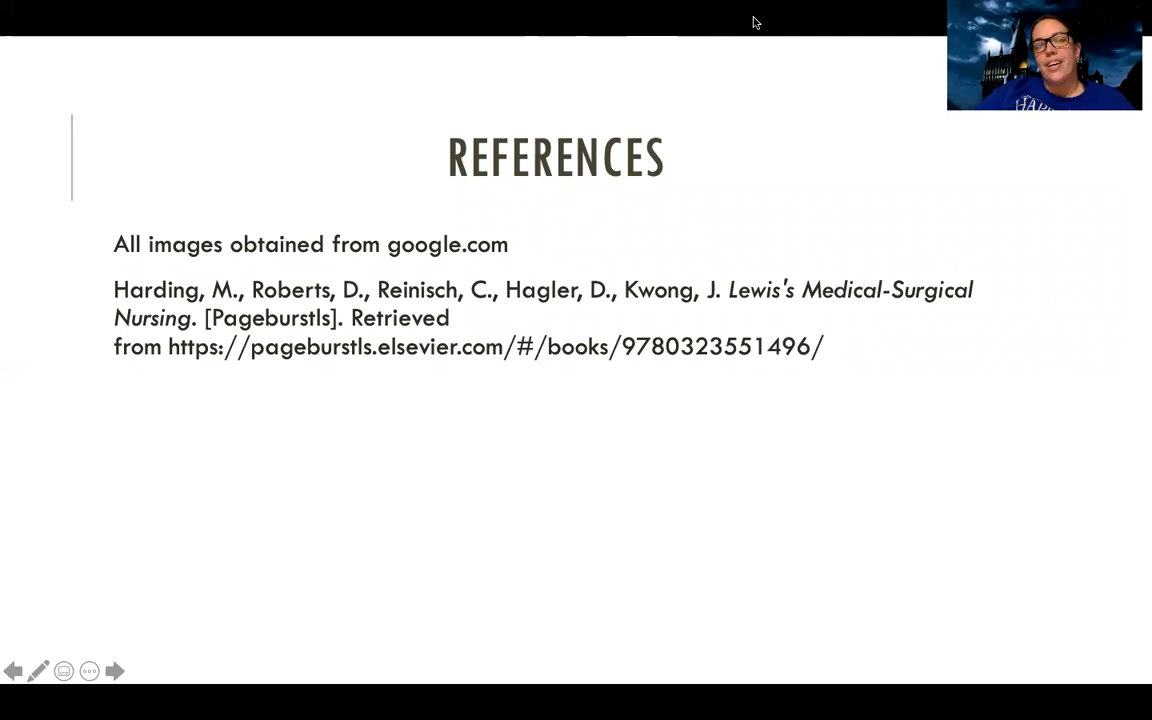 REFERENCES
All images obtained from google.com
Harding, M., Roberts, D., Reinisch, C., Hagler, D., Kwong, J. Lewis's Medical-Surgical
Nursing. [Pageburstls]. Retrieved
from https://pageburstls.elsevier.com/#/books/9780323551496/